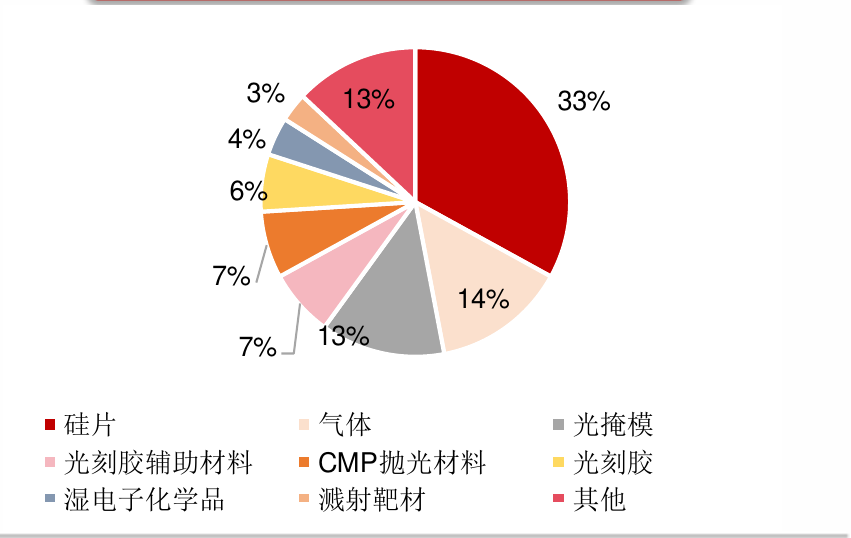 33%
13%
3%
4%
6%
7%
14%
13%
7%
硅片
气体
光掩模
光刻胶辅助材料
CMP抛光材料
光刻胶
湿电子化学品
溅射靶材
其他